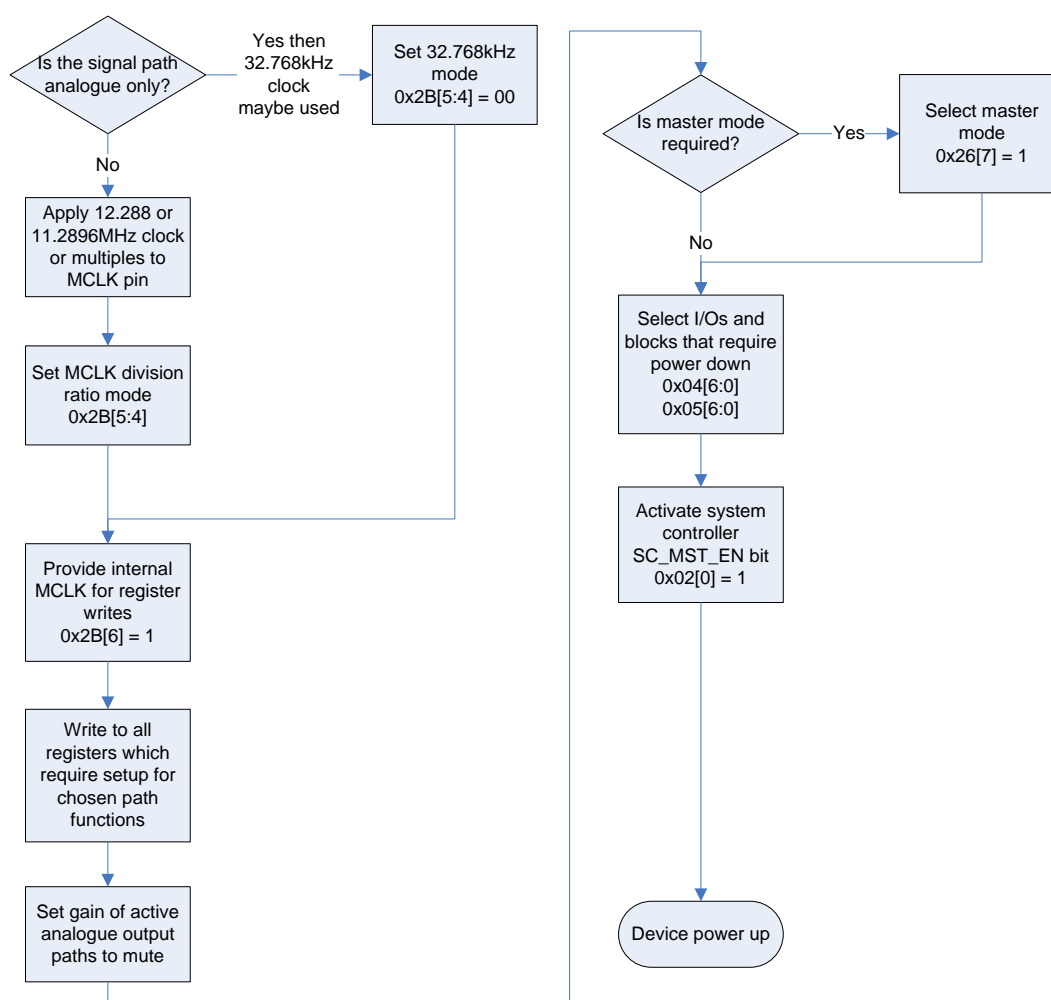 Is the signal path
analogue only?
Yes then
32.768kHz
clock
maybe used
Set 32.768kHz
mode
0x2B[5:4] = 00
No
Apply 12.288 or
11.2896MHz clock
or multiples to
MCLK pin
Set MCLK division
ratio mode
0x2B[5:4]
Provide internal
MCLK for register
writes
0x2B[6] = 1
Write to all
registers which
require setup for
chosen path
functions
Set gain of active
analogue output
paths to mute
Is master mode
required?
Yes
Select master
mode
0x26[7] = 1
No
Select I/Os and
blocks that require
power down
0x04[6:0]
0x05[6:0]
Activate system
controller
SC_MST_EN bit
0x02[0] = 1
Device power up